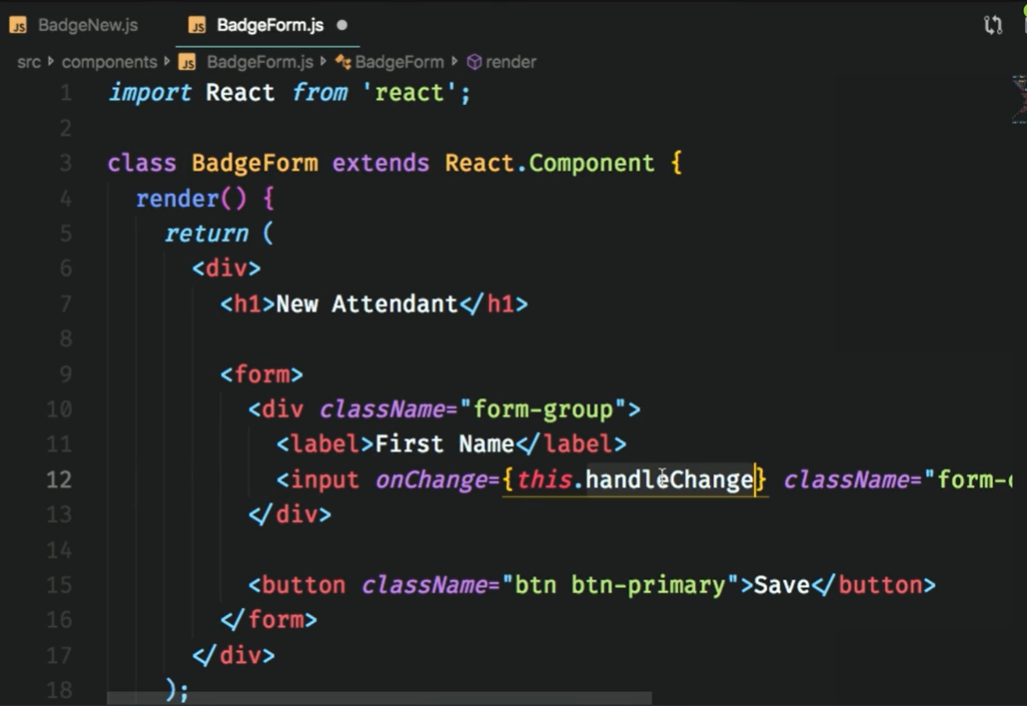 JS BadgeNew.js JS BadgeForm.js
src components JS BadgeForm.js BadgeForm render
1 import React from 'react';
2
3 class BadgeForm extends React.Component {
4 render() {
5 return (
6 <div>
7 <h1>New Attendant</h1>
8
9 <form>
10 <div className="form-group">
11 <label>First Name</label>
12 <input onChange={this.handleChange} className="form-
13 </div>
14
15 <button className="btn btn-primary">Save</button>
16 </form>
17 </div>
18 );